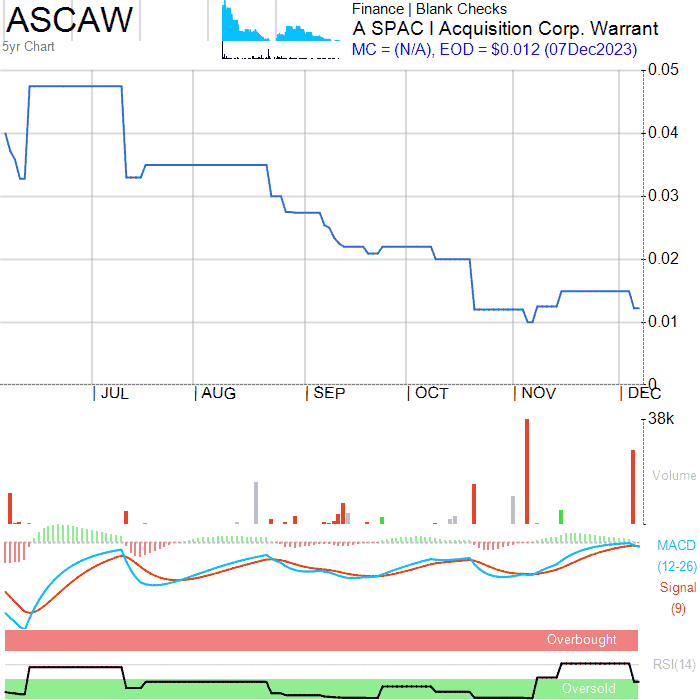 ASCAW
5yr Chart
Finance | Blank Checks
A SPAC I Acquisition Corp. Warrant
MC = (N/A), EOD = $0.012 (07Dec2023)
0.05
0.04
0.03
0.02
0.01
0
JUL AUG SEP OCT NOV DEC
38k
Volume
MACD
(12-26)
Signal
(9)
Overbought
RSI(14)
Oversold